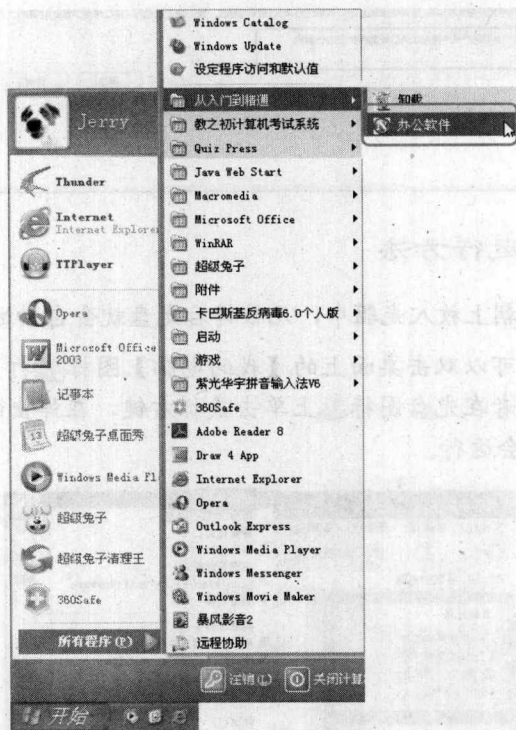 Windows Catalog
Windows Update
设定程序访问和默认值
从入门到精通
教之初计算机考试系统
Quiz Press
Java Web Start
Macromedia
Microsoft Office
WinRAR
超级兔子
附件
卡巴斯基反病毒6.0个人版
启动
游戏
紫光华宇拼音输入法V6
360Safe
Adobe Reader 8
Draw 4 App
Internet Explorer
Opera
Outlook Express
Windows Media Player
Windows Messenger
Windows Movie Maker
暴风影音2
远程协助
卸载
办公软件
Jerry
Thunder
Internet
Internet Explorer
TTPlayer
Opera
Microsoft Office
2003
记事本
超级兔子桌面秀
Windows Media Pl
超级兔子
超级兔子清理王
360Safe
所有程序(P)
注销(L)
关闭计算
开始